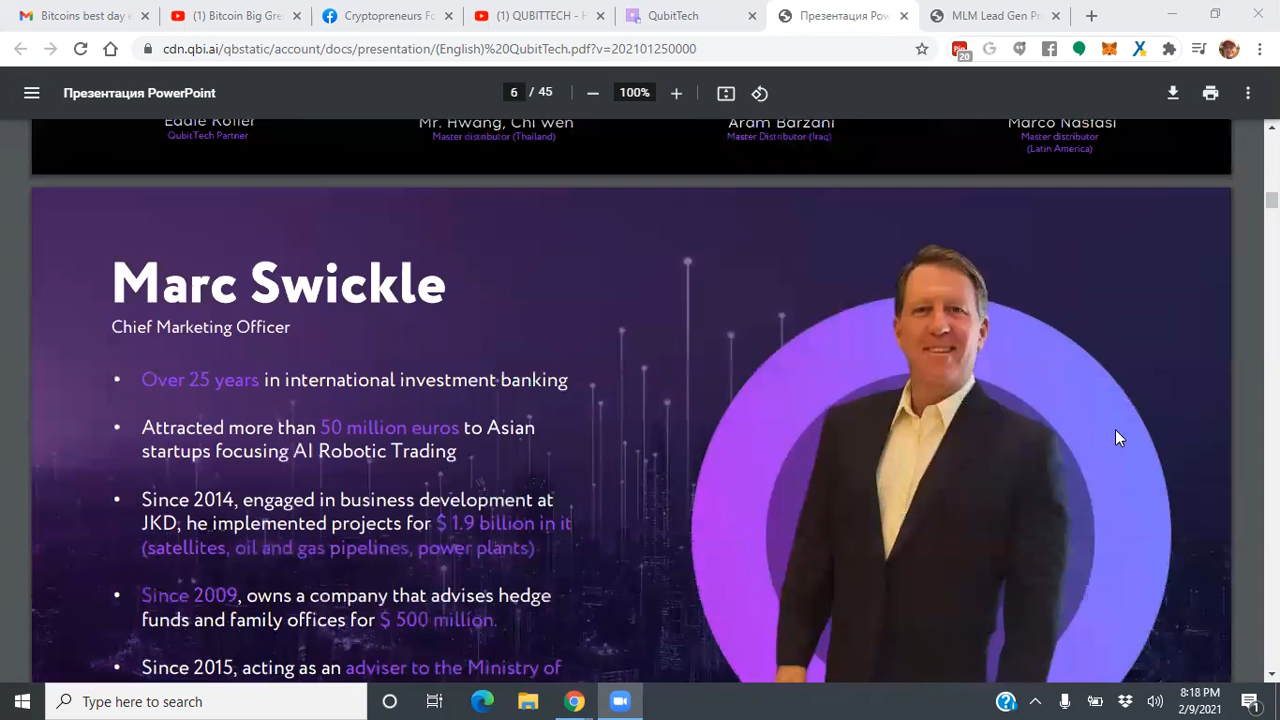 Bitcoins best day e
(1) Bitcoin Big Gre
Cryptopreneurs Fo
(1) QUBITTECH - H
QubitTech
Презентация Pow
MLM Lead Gen Pr
cdn.qbi.ai/qbstatic/account/docs/presentation/(English)%20QubitTech.pdf?v=202101250000
20
Презентация PowerPoint
6 / 45
100%
QubitTech Partner
Mr. Hwang, Chi wen
Master distributor (Thailand)
Aram Barzani
Master Distributor (Iraq)
Marco Nastasi
Master distributor
(Latin America)
Marc Swickle
Chief Marketing Officer
• Over 25 years in international investment banking
• Attracted more than 50 million euros to Asian
startups focusing AI Robotic Trading
• Since 2014, engaged in business development at
JKD, he implemented projects for $ 1.9 billion in it
(satellites, oil and gas pipelines, power plants)
• Since 2009, owns a company that advises hedge
funds and family offices for $ 500 million.
• Since 2015, acting as an adviser to the Ministry of
Type here to search
8:18 PM
2/9/2021
1